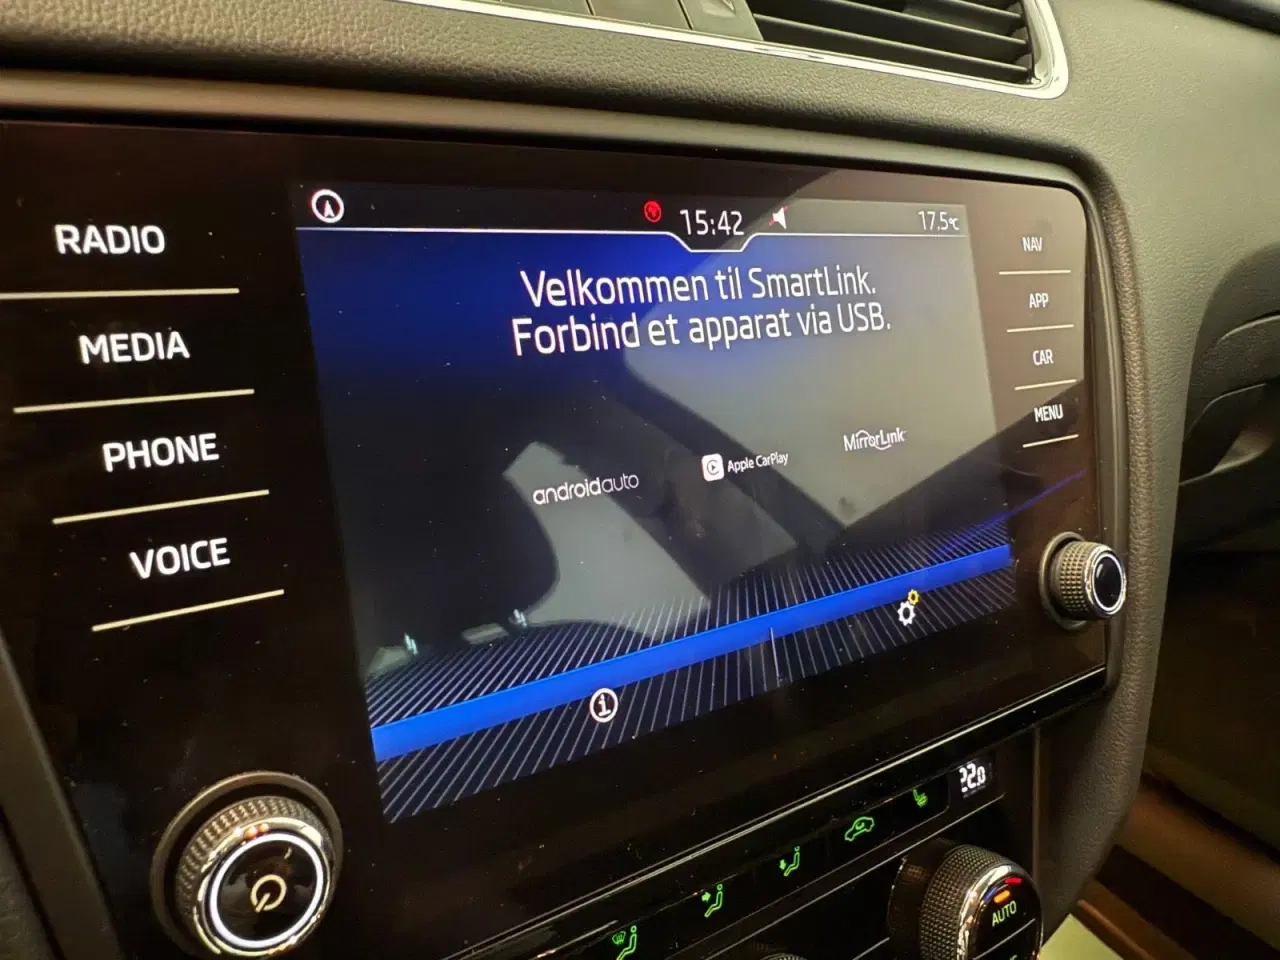 RADIO
MEDIA
PHONE
VOICE
15:42
17.5°C
Velkommen til SmartLink.
Forbind et apparat via USB.
androidauto
Apple CarPlay
MirrorLink
NAV
APP
CAR
MENU
22.0
AUTO